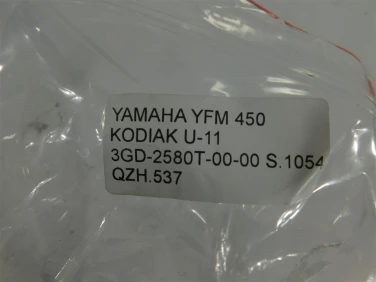 YAMAHA YFM 450
KODIAK U-11
3GD-2580T-00-00 S.1054
QZH.537